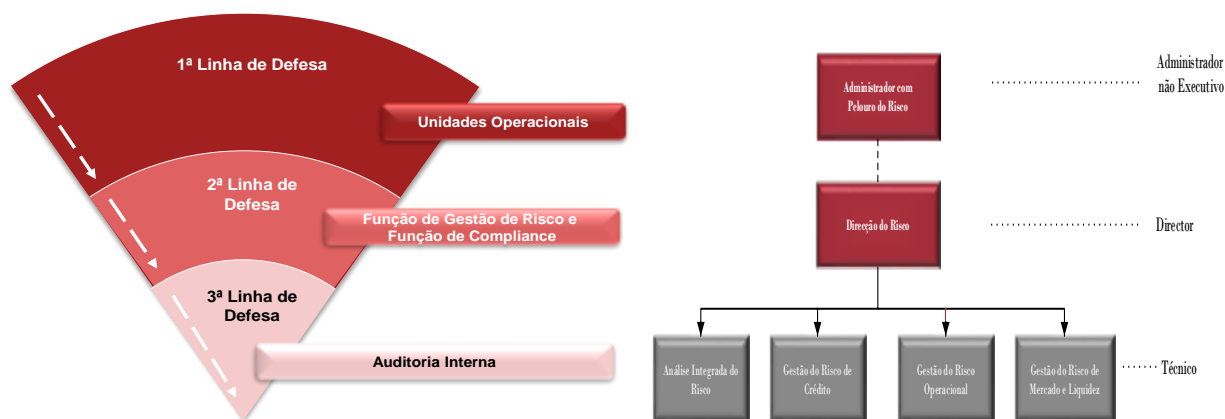 1ª Linha de Defesa
Unidades Operacionais
2ª Linha de
Defesa
Função de Gestão de Risco e
Função de Compliance
3ª Linha de
Defesa
Auditoria Interna
Administrador com
Pelouro do Risco
Administrador
não Executivo
Direcção do Risco
Director
Análise Integrada do
Risco
Gestão do Risco de
Crédito
Gestão do Risco
Operacional
Gestão do Risco de
Mercado e Liquidez
Técnico